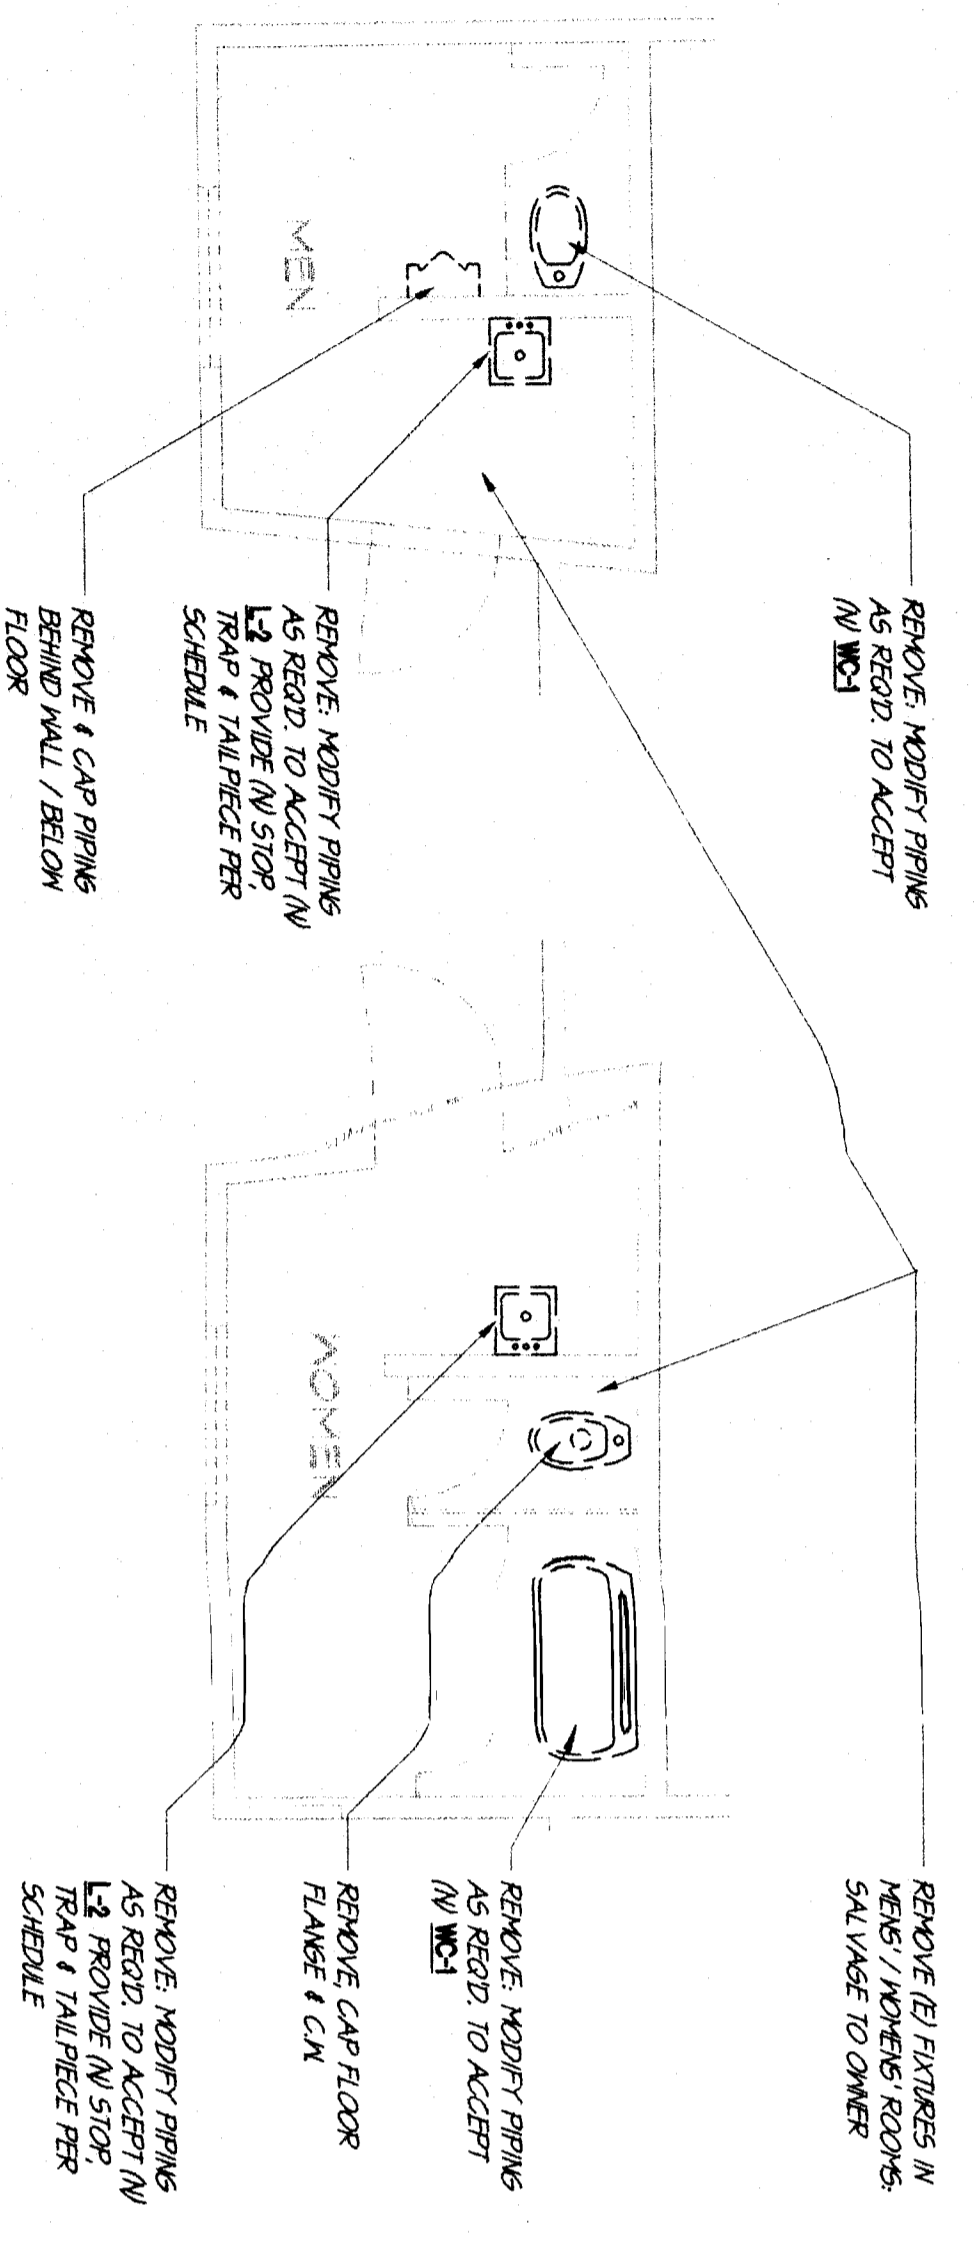 REMOVE (E) FIXTURES IN
MENS' / WOMENS' ROOMS:
SALVAGE TO OWNER
REMOVE: MODIFY PIPING
AS REQ'D. TO ACCEPT
(N) WC-1
REMOVE: MODIFY PIPING
AS REQ'D. TO ACCEPT (N)
L-2 PROVIDE (N) STOP,
TRAP & TAILPIECE PER
SCHEDULE
REMOVE & CAP PIPING
BEHIND WALL / BELOW
FLOOR
MEN
REMOVE: MODIFY PIPING
AS REQ'D. TO ACCEPT
(N) WC-1
REMOVE, CAP FLOOR
FLANGE & C.W.
REMOVE: MODIFY PIPING
AS REQ'D. TO ACCEPT (N)
L-2 PROVIDE (N) STOP,
TRAP & TAILPIECE PER
SCHEDULE
WOMEN